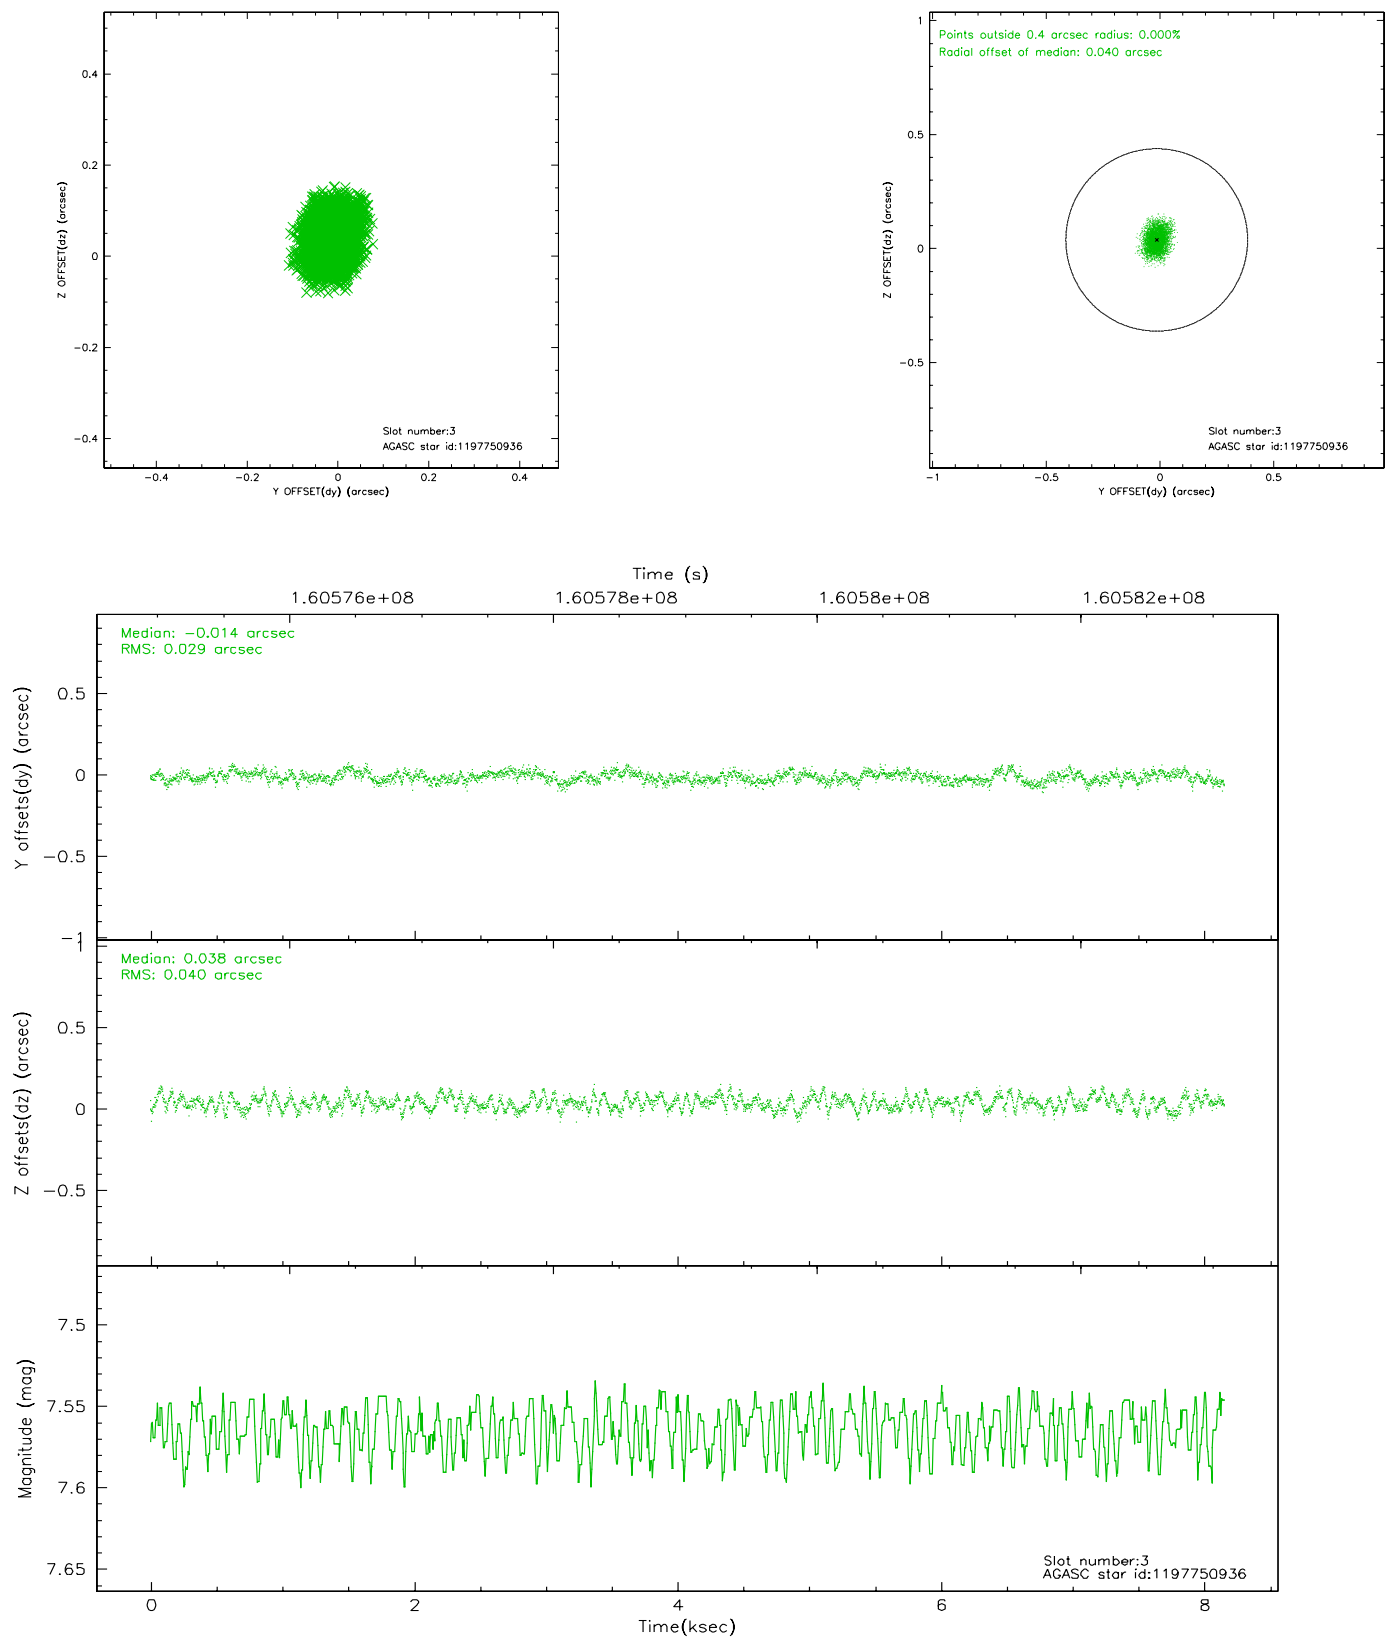 0.4
0.2
0
−0.2
−0.4
Z OFFSET(dz) (arcsec)
Slot number:3
AGASC star id:1197750936
−0.4
−0.2
0
0.2
0.4
Y OFFSET(dy) (arcsec)
Points outside 0.4 arcsec radius: 0.000%
Radial offset of median: 0.040 arcsec
1
0.5
0
−0.5
Z OFFSET(dz) (arcsec)
Slot number:3
AGASC star id:1197750936
−1
−0.5
0
0.5
Y OFFSET(dy) (arcsec)
Time (s)
1.60576e+08
1.60578e+08
1.6058e+08
1.60582e+08
Median: −0.014 arcsec
RMS: 0.029 arcsec
0.5
0
−0.5
−1
Y offsets(dy) (arcsec)
Median: 0.038 arcsec
RMS: 0.040 arcsec
1
0.5
0
−0.5
Z offsets(dz) (arcsec)
7.5
7.55
7.6
7.65
Magnitude (mag)
Slot number:3
AGASC star id:1197750936
0
2
4
6
8
Time(ksec)